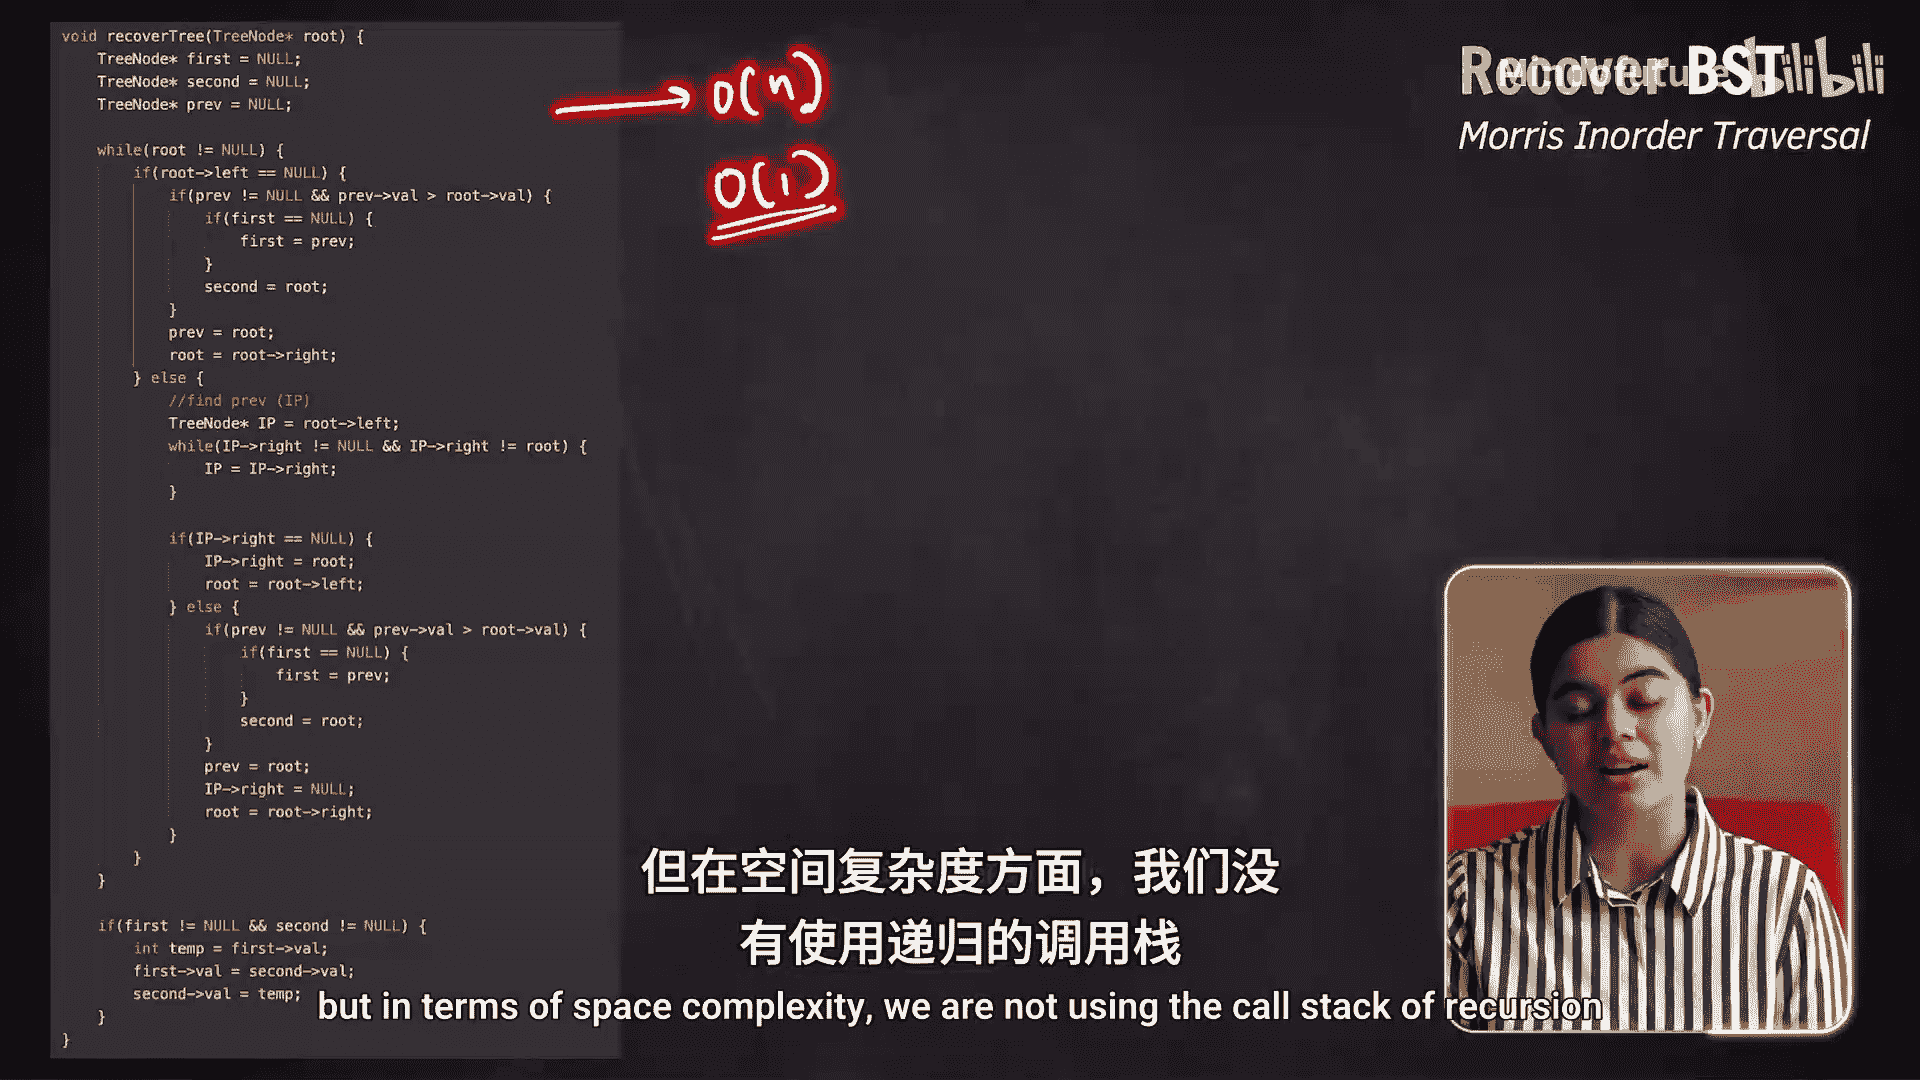 void recoverTree(TreeNode* root) {
TreeNode* first = NULL;
TreeNode* second = NULL;
TreeNode* prev = NULL;
while(root != NULL) {
if(root->left == NULL) {
if(prev != NULL && prev->val > root->val) {
if(first == NULL) {
first = prev;
}
second = root;
}
prev = root;
root = root->right;
} else {
//find prev (IP)
TreeNode* IP = root->left;
while(IP->right != NULL && IP->right != root) {
IP = IP->right;
}
if(IP->right == NULL) {
IP->right = root;
root = root->left;
} else {
if(prev != NULL && prev->val > root->val) {
if(first == NULL) {
first = prev;
}
second = root;
}
prev = root;
IP->right = NULL;
root = root->right;
}
}
}
if(first != NULL && second != NULL) {
int temp = first->val;
first->val = second->val;
second->val = temp;
}
}
O(n)
O(1)
Recover BST
Mindofuture bilibili
Morris Inorder Traversal
但在空间复杂度方面，我们没
有使用递归的调用栈
but in terms of space complexity, we are not using the call stack of recursion